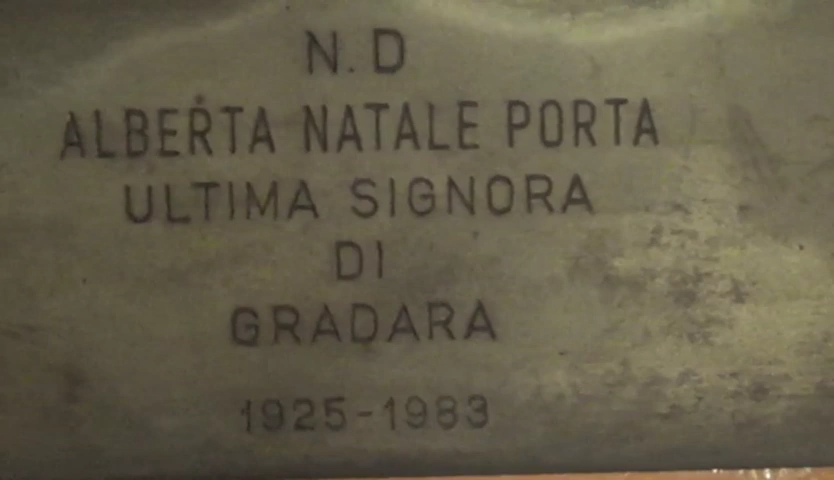 N. D
ALBERTA NATALE PORTA
ULTIMA SIGNORA
DI
GRADARA
1925-1983